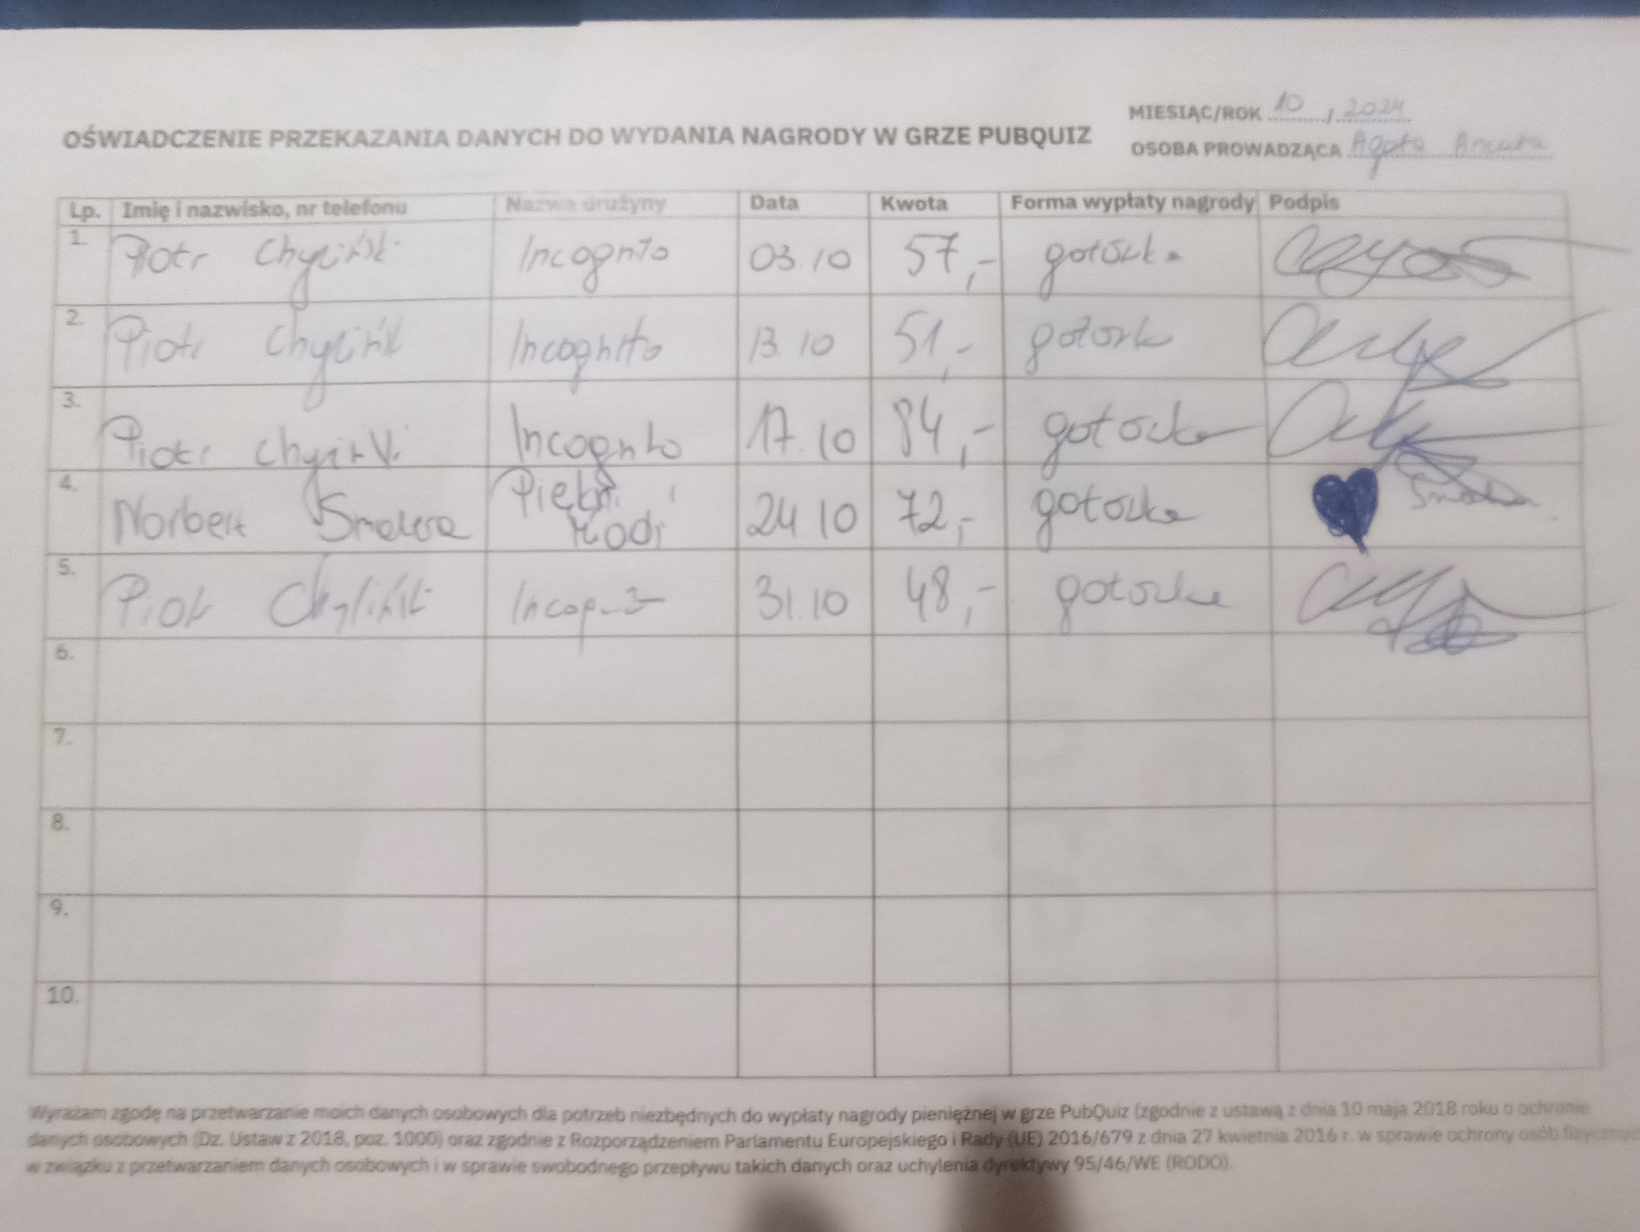 MIESIĄC/ROK 10 / 2024
OŚWIADCZENIE PRZEKAZANIA DANYCH DO WYDANIA NAGRODY W GRZE PUBQUIZ
OSOBA PROWADZĄCA Agata
Lp. Imię i nazwisko, nr telefonu Nazwa drużyny Data Kwota Forma wypłaty nagrody Podpis
1. Piotr Chyliński Incognito 03.10 57,- gotówka
2. Piotr Chyliński Incognito 13.10 51,- gotówka
3. Piotr Chyliński Incognito 17.10 84,- gotówka
4. Norbert Piękni i Młodzi 24.10 72,- gotówka
5. Piotr Chyliński 31.10 48,- gotówka
6.
7.
8.
9.
10.
Wyrażam zgodę na przetwarzanie moich danych osobowych dla potrzeb niezbędnych do wypłaty nagrody pieniężnej w grze PubQuiz (zgodnie z ustawą z dnia 10 maja 2018 roku o ochronie
danych osobowych (Dz. Ustaw z 2018, poz. 1000) oraz zgodnie z Rozporządzeniem Parlamentu Europejskiego i Rady (UE) 2016/679 z dnia 27 kwietnia 2016 r. w sprawie ochrony osób
w związku z przetwarzaniem danych osobowych i w sprawie swobodnego przepływu takich danych oraz uchylenia dyrektywy 95/46/WE (RODO).